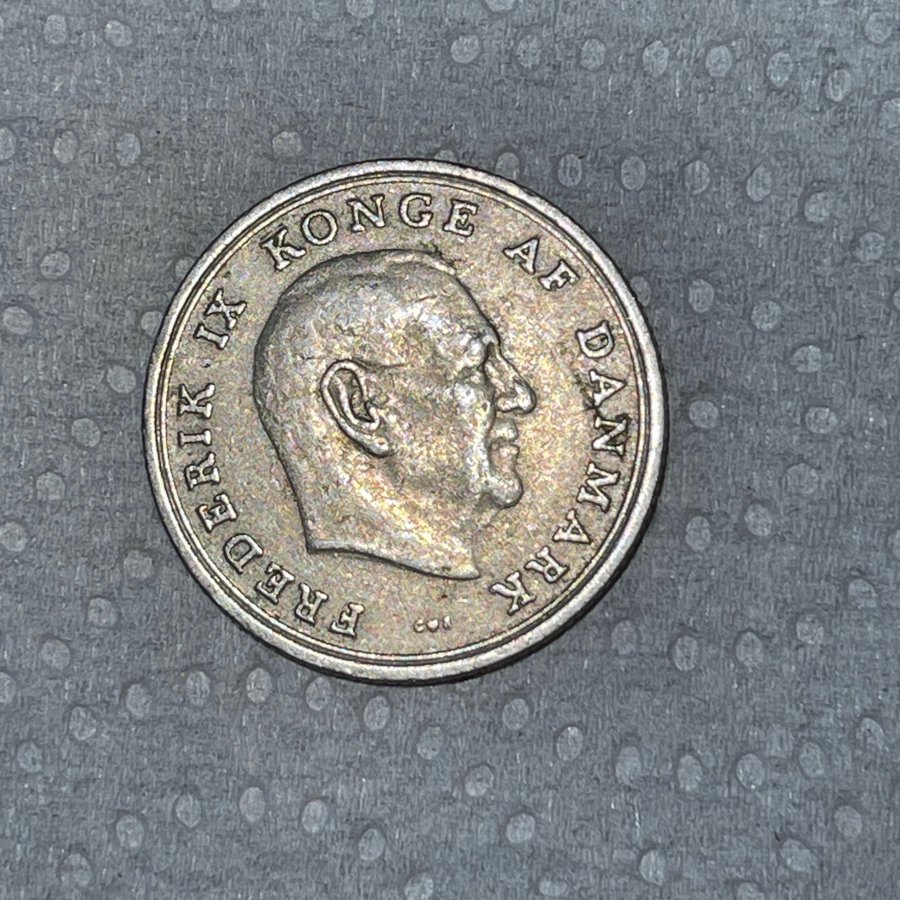 FREDERIK IX KONGE AF DANMARK